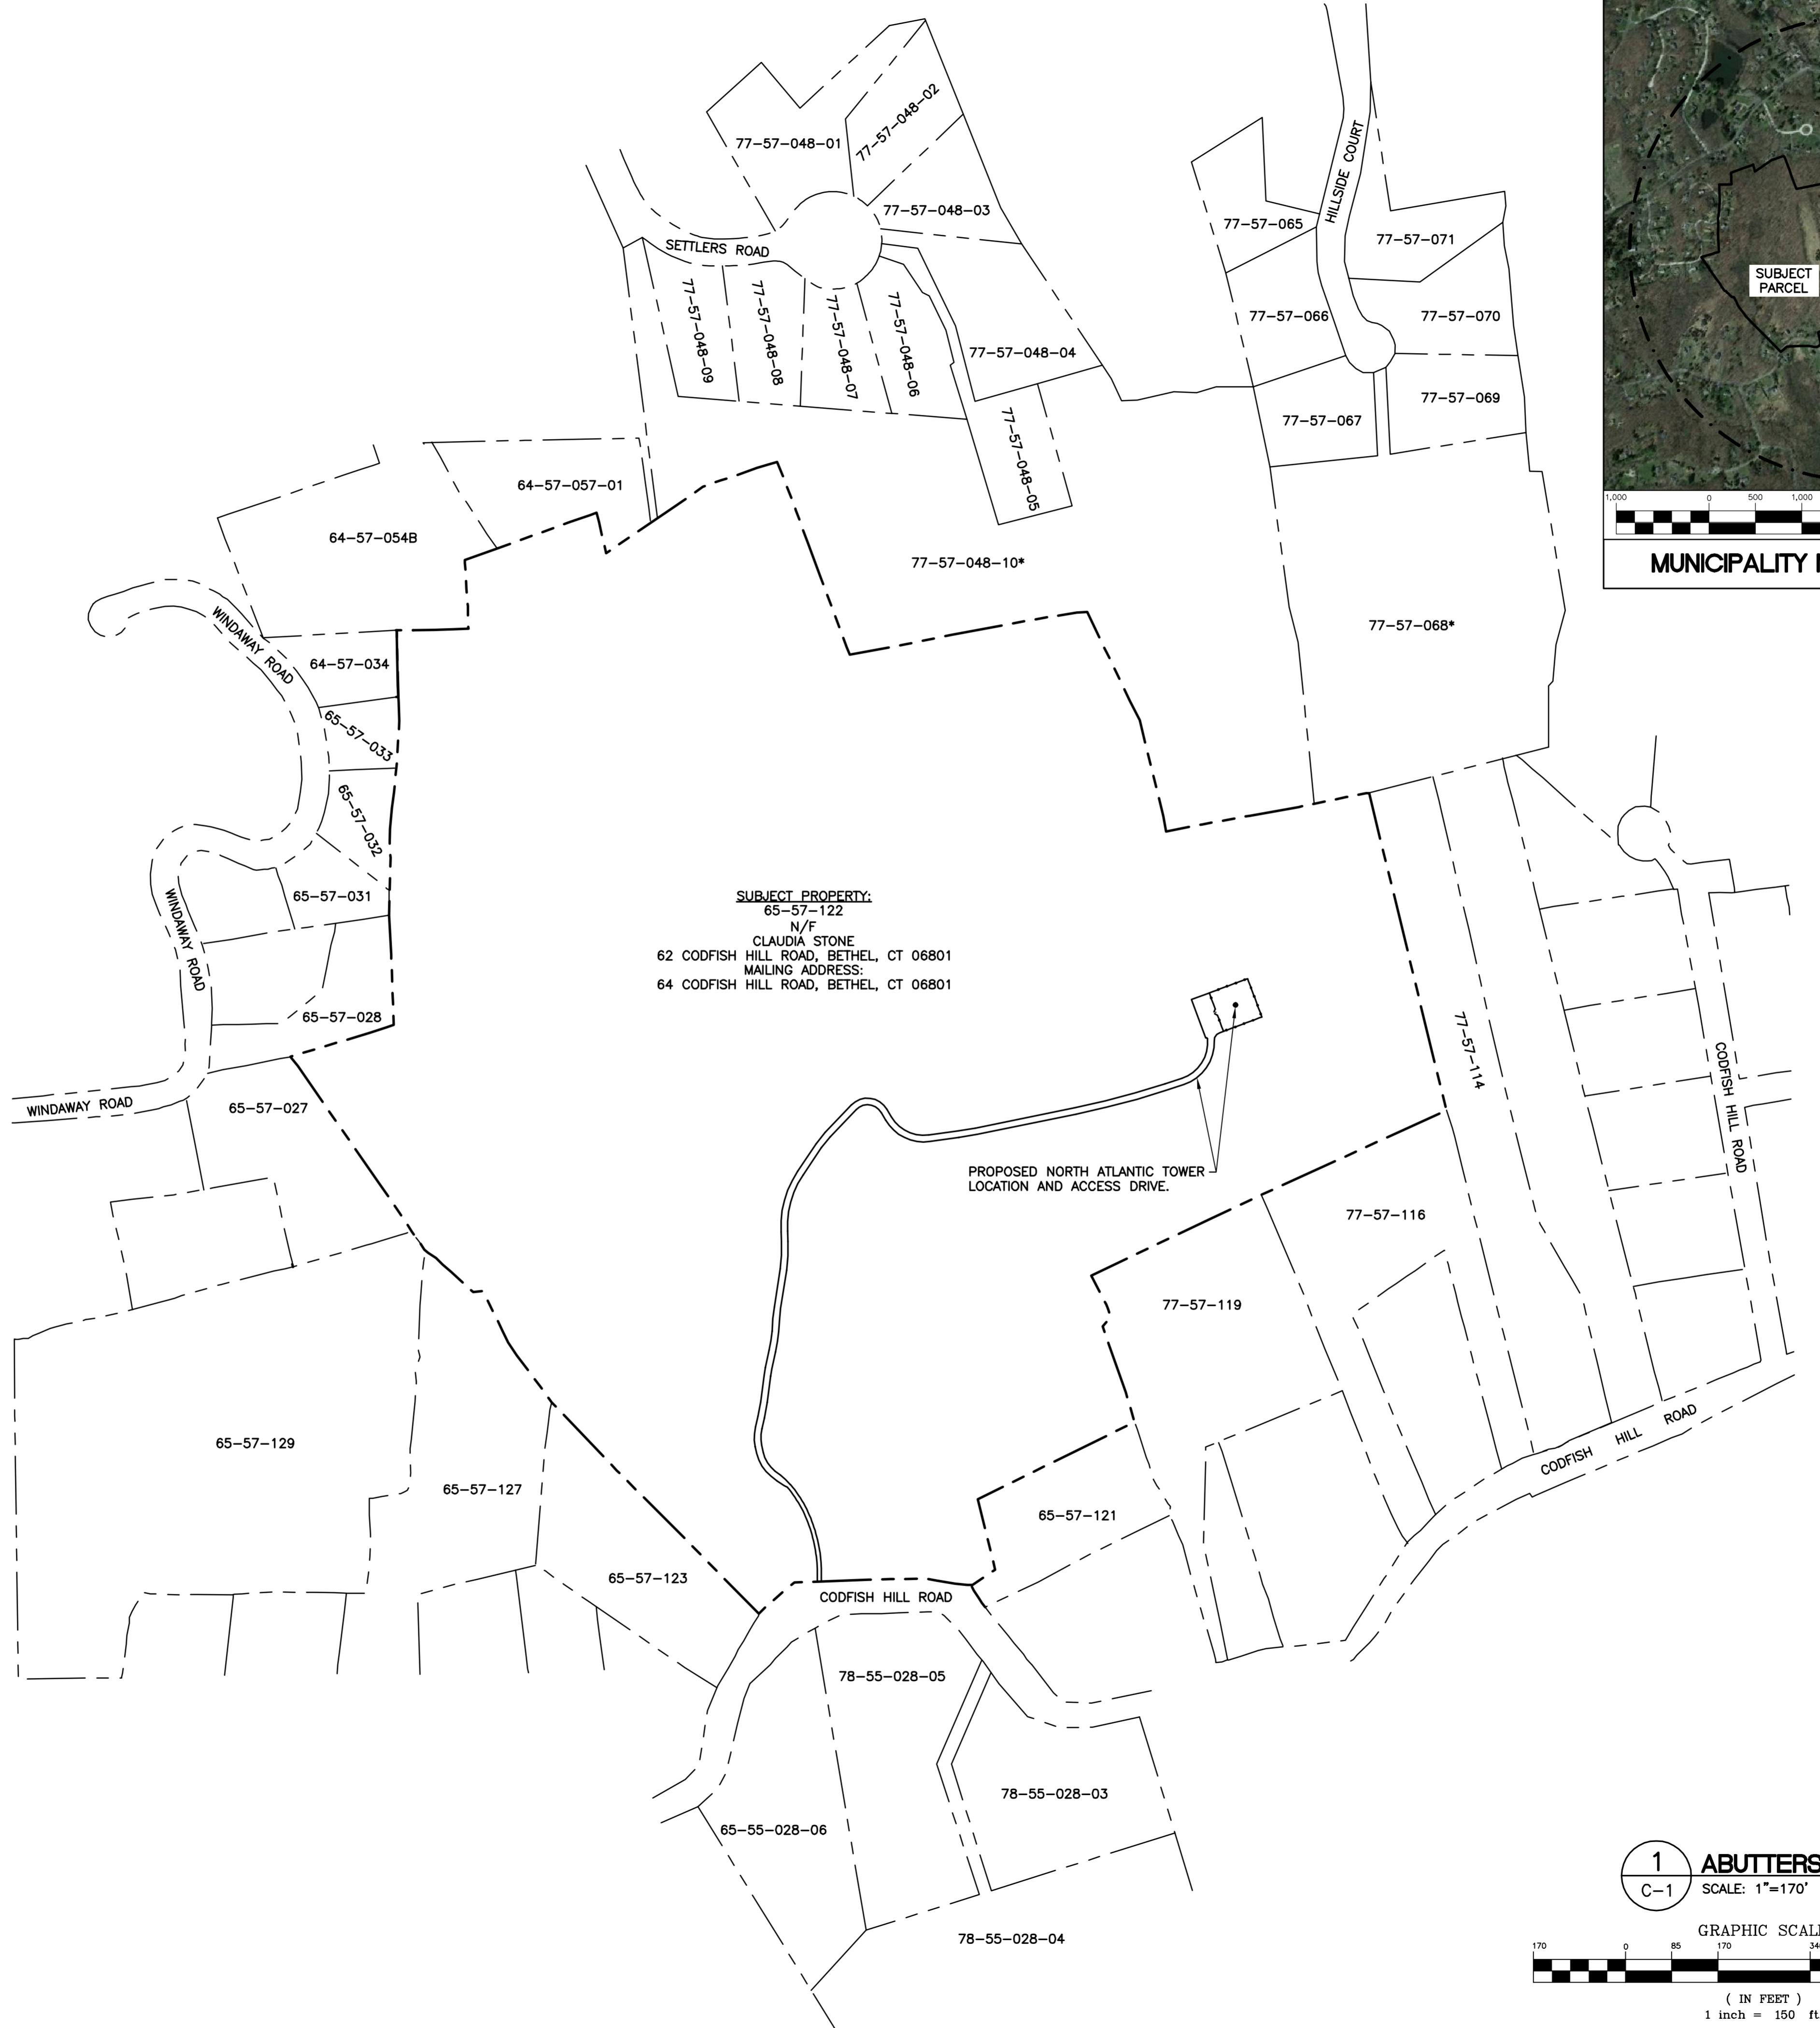 77-57-048-01
77-57-048-02
77-57-048-03
SETTLERS ROAD
77-57-048-09
77-57-048-08
77-57-048-07
77-57-048-06
77-57-048-04
77-57-048-05
HILLSIDE COURT
77-57-065
77-57-071
77-57-066
77-57-070
77-57-067
77-57-069
SUBJECT
PARCEL
1,000 0 500 1,000
MUNICIPALITY
64-57-057-01
64-57-054B
77-57-048-10*
77-57-068*
WINDAWAY ROAD
64-57-034
65-57-033
65-57-032
65-57-031
WINDAWAY ROAD
65-57-028
WINDAWAY ROAD
65-57-027
SUBJECT PROPERTY:
65-57-122
N/F
CLAUDIA STONE
62 CODFISH HILL ROAD, BETHEL, CT 06801
MAILING ADDRESS:
64 CODFISH HILL ROAD, BETHEL, CT 06801
77-57-114
CODFISH HILL ROAD
PROPOSED NORTH ATLANTIC TOWER
LOCATION AND ACCESS DRIVE.
77-57-116
77-57-119
65-57-129
65-57-127
65-57-121
CODFISH HILL ROAD
65-57-123
CODFISH HILL ROAD
78-55-028-05
78-55-028-03
65-55-028-06
78-55-028-04
1
C-1
ABUTTERS
SCALE: 1"=170'
GRAPHIC SCALE
170 0 85 170 340
( IN FEET )
1 inch = 150 ft